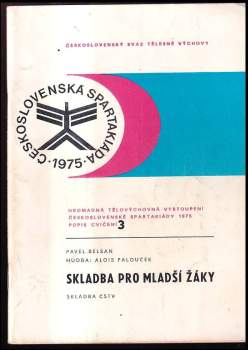 ČESKOSLOVENSKÝ SVAZ TĚLESNÉ VÝCHOVY
ČESKOSLOVENSKÁ SPARTAKIÁDA
·1975·
HROMADNÁ TĚLOVÝCHOVNÁ VYSTOUPENÍ
ČESKOSLOVENSKÉ SPARTAKIÁDY 1975
POPIS CVIČENÍ 3
PAVEL BELŠAN
HUDBA: ALOIS PALOUČEK
SKLADBA PRO MLADŠÍ ŽÁKY
SKLADBA ČSTV